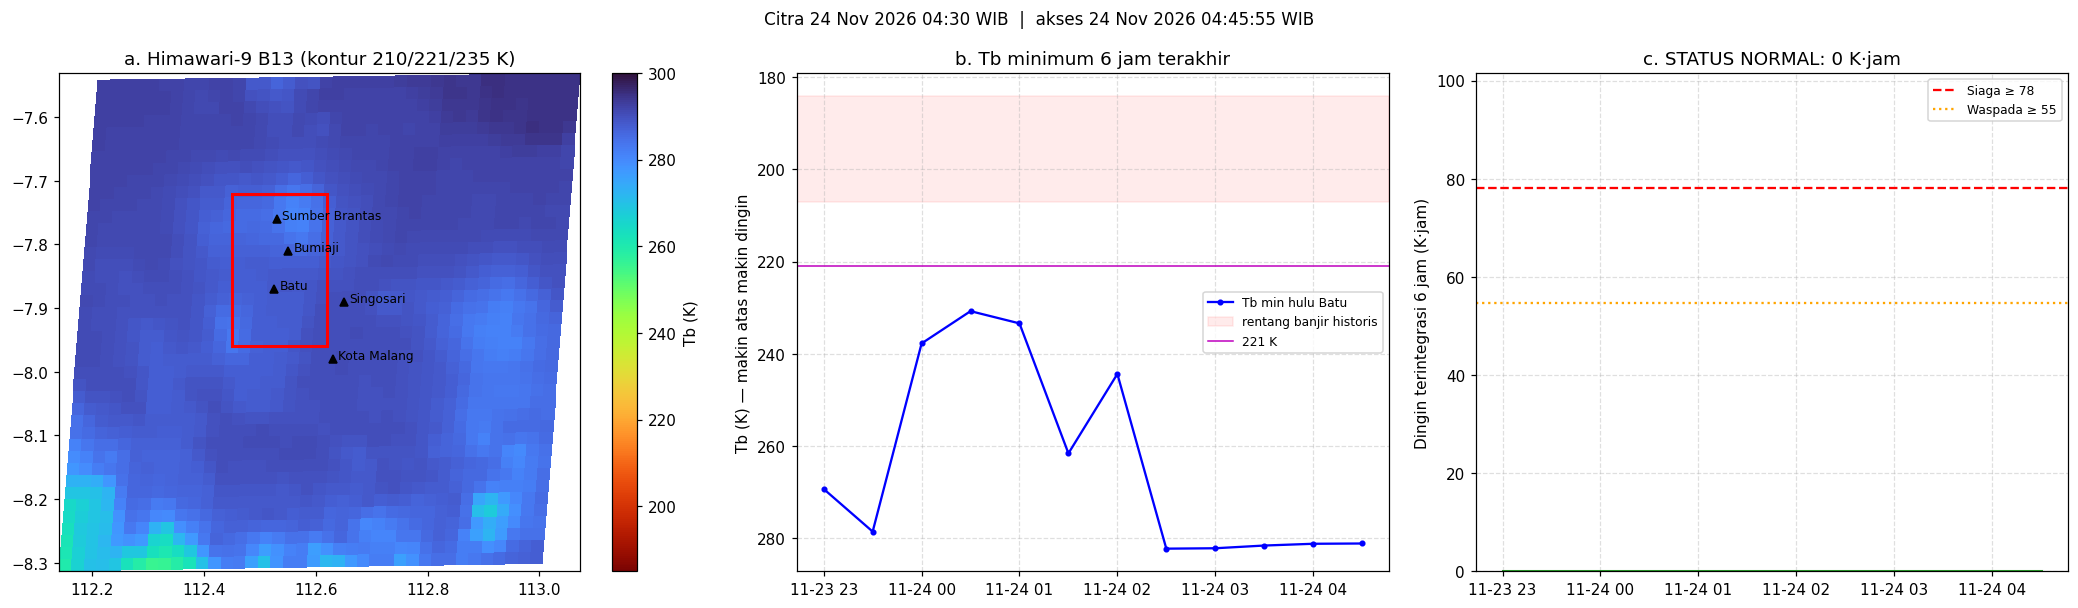 Citra 24 Nov 2026 04:30 WIB | akses 24 Nov 2026 04:45:55 WIB
a. Himawari-9 B13 (kontur 210/221/235 K)
−7.6
−7.7
−7.8
−7.9
−8.0
−8.1
−8.2
−8.3
112.2
112.4
112.6
112.8
113.0
Sumber Brantas
Bumiaji
Batu
Singosari
Kota Malang
300
280
260
240
220
200
Tb (K)
b. Tb minimum 6 jam terakhir
Tb (K) — makin atas makin dingin
180
200
220
240
260
280
Tb min hulu Batu
rentang banjir historis
221 K
11-23 23
11-24 00
11-24 01
11-24 02
11-24 03
11-24 04
c. STATUS NORMAL: 0 K·jam
Dingin terintegrasi 6 jam (K·jam)
100
80
60
40
20
0
Siaga ≥ 78
Waspada ≥ 55
11-23 23
11-24 00
11-24 01
11-24 02
11-24 03
11-24 04